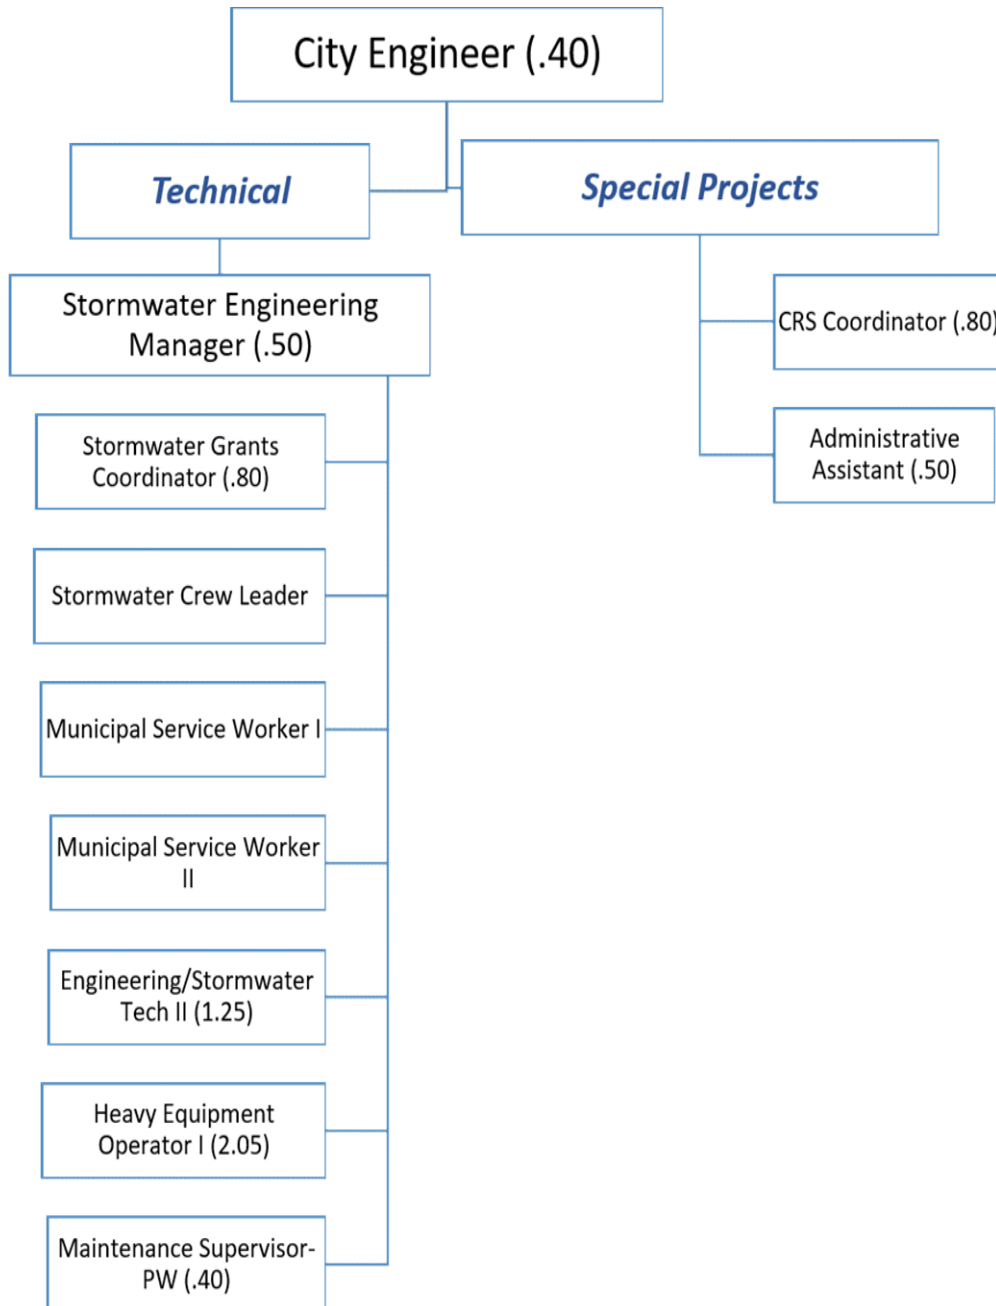 City Engineer (.40)
Technical
Special Projects
Stormwater Engineering
Manager (.50)
CRS Coordinator (.80)
Administrative
Assistant (.50)
Stormwater Grants
Coordinator (.80)
Stormwater Crew Leader
Municipal Service Worker I
Municipal Service Worker
II
Engineering/Stormwater
Tech II (1.25)
Heavy Equipment
Operator I (2.05)
Maintenance Supervisor-
PW (.40)